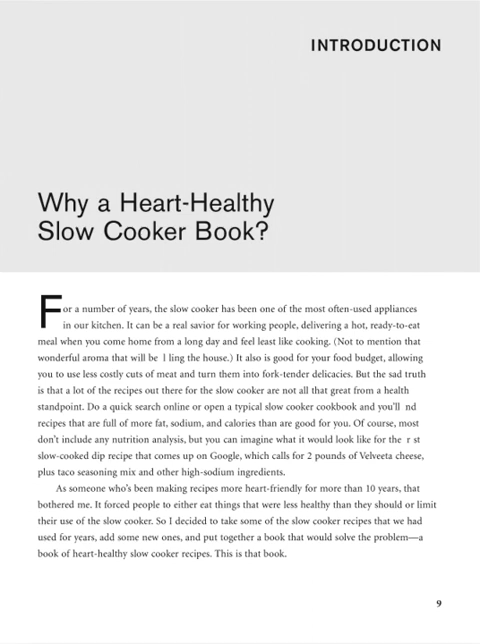 INTRODUCTION
Why a Heart-Healthy
Slow Cooker Book?
For a number of years, the slow cooker has been one of the most often-used appliances
in our kitchen. It can be a real savior for working people, delivering a hot, ready-to-eat
meal when you come home from a long day and feel least like cooking. (Not to mention that
wonderful aroma that will be l ling the house.) It also is good for your food budget, allowing
you to use less costly cuts of meat and turn them into fork-tender delicacies. But the sad truth
is that a lot of the recipes out there for the slow cooker are not all that great from a health
standpoint. Do a quick search online or open a typical slow cooker cookbook and you'll nd
recipes that are full of more fat, sodium, and calories than are good for you. Of course, most
don't include any nutrition analysis, but you can imagine what it would look like for the r st
slow-cooked dip recipe that comes up on Google, which calls for 2 pounds of Velveeta cheese,
plus taco seasoning mix and other high-sodium ingredients.
As someone who's been making recipes more heart-friendly for more than 10 years, that
bothered me. It forced people to either eat things that were less healthy than they should or limit
their use of the slow cooker. So I decided to take some of the slow cooker recipes that we had
used for years, add some new ones, and put together a book that would solve the problem—a
book of heart-healthy slow cooker recipes. This is that book.
9